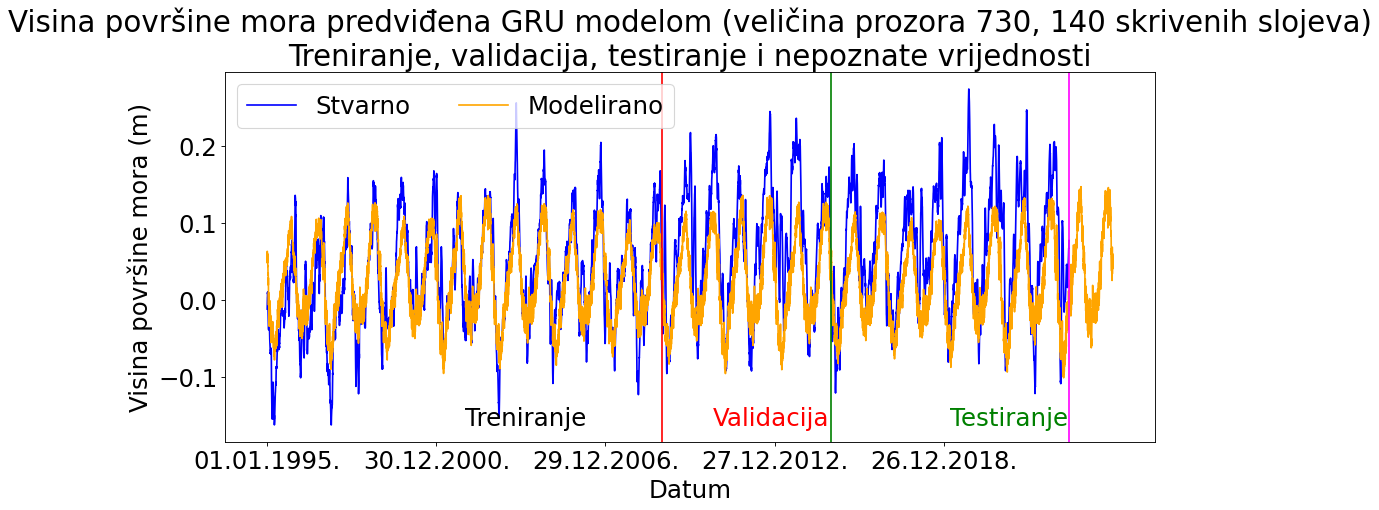 Visina površine mora predviđena GRU modelom (veličina prozora 730, 140 skrivenih slojeva)
Treniranje, validacija, testiranje i nepoznate vrijednosti
Stvarno Modelirano
Visina površine mora (m)
0.2
0.1
0.0
−0.1
Treniranje Validacija Testiranje
01.01.1995. 30.12.2000. 29.12.2006. 27.12.2012. 26.12.2018.
Datum